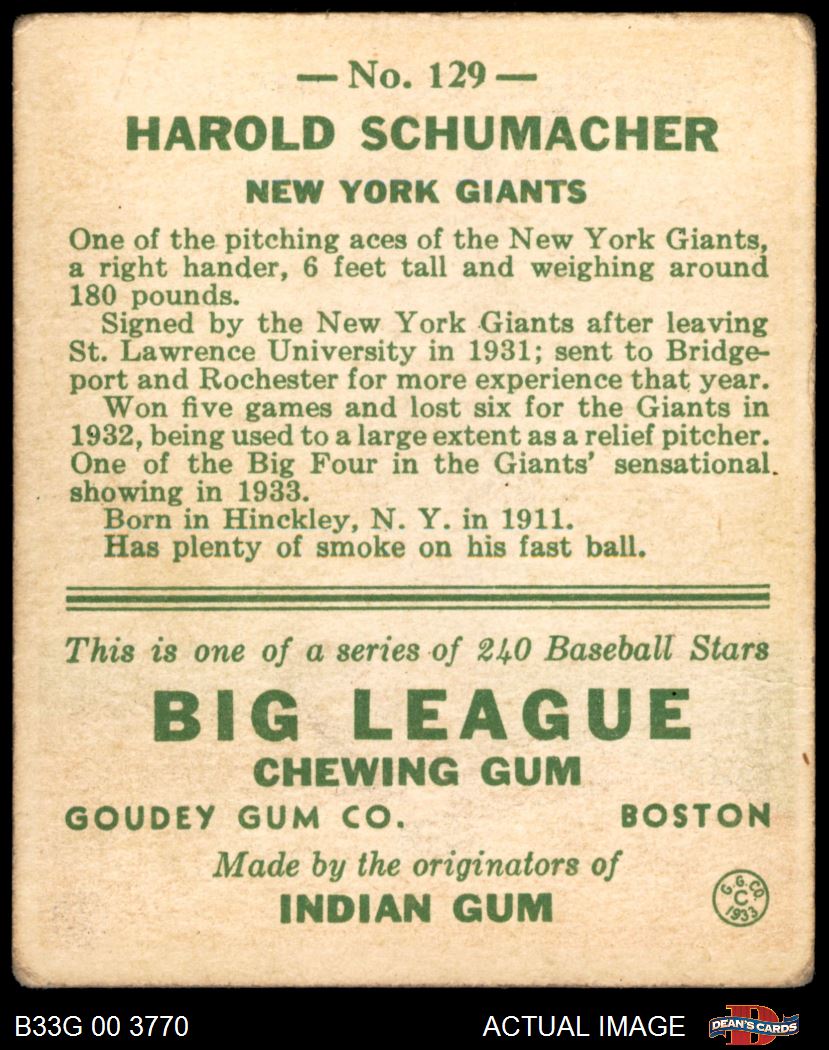 — No. 129 —
HAROLD SCHUMACHER
NEW YORK GIANTS
One of the pitching aces of the New York Giants,
a right hander, 6 feet tall and weighing around
180 pounds.
Signed by the New York Giants after leaving
St. Lawrence University in 1931; sent to Bridge-
port and Rochester for more experience that year.
Won five games and lost six for the Giants in
1932, being used to a large extent as a relief pitcher.
One of the Big Four in the Giants' sensational
showing in 1933.
Born in Hinckley, N. Y. in 1911.
Has plenty of smoke on his fast ball.
This is one of a series of 240 Baseball Stars
BIG LEAGUE
CHEWING GUM
GOUDEY GUM CO. BOSTON
Made by the originators of
INDIAN GUM
G. G. CO.
C
1933
B33G 00 3770 ACTUAL IMAGE DEAN'S CARDS